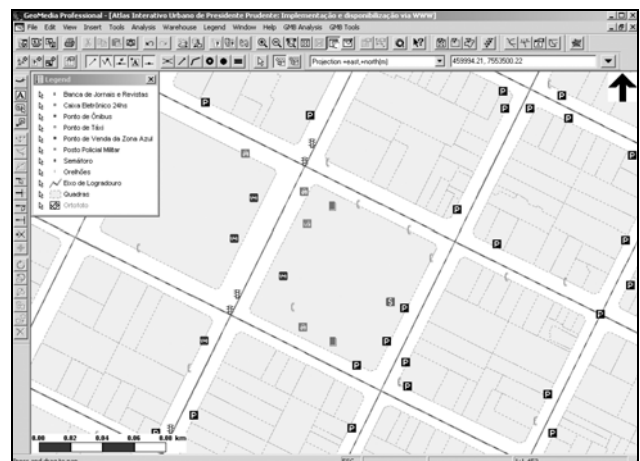 GeoMedia Professional - [Atlas Interativo Urbano de Presidente Prudente: Implementação e disponibilização via WWW]
File Edit View Insert Tools Analysis Warehouse Legend Window Help GMB Analysis GMB Tools
Projection +east,+north(m) 459994.21, 7553500.22
Legend
Banca de Jornais e Revistas
Caixa Eletrônico 24hs
Ponto de Ônibus
Ponto de Táxi
Ponto de Venda da Zona Azul
Posto Policial Militar
Semáforo
Orelhões
Eixo de Logradouro
Quadras
Ortofoto
P
P
P
P
P
P
P
P
P
P
P
P
S
P
P
P
P
P
P
P
P
P
P
0.00 0.02 0.04 0.06 0.08 km